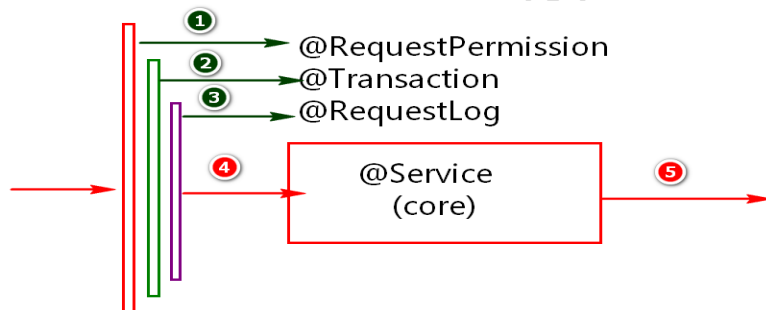 1
@RequestPermission
2
@Transaction
3
@RequestLog
4
@Service
(core)
5